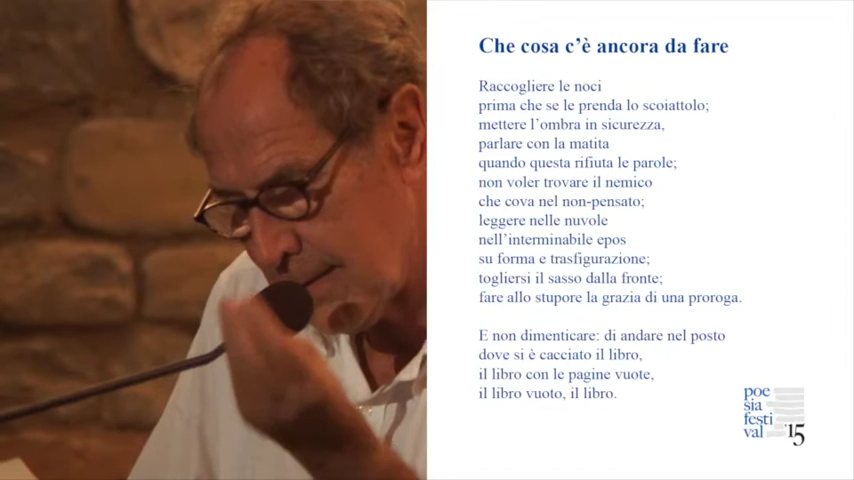 Che cosa c'è ancora da fare
Raccogliere le noci
prima che se le prenda lo scoiattolo;
mettere l'ombra in sicurezza,
parlare con la matita
quando questa rifiuta le parole;
non voler trovare il nemico
che cova nel non-pensato;
leggere nelle nuvole
nell'interminabile epos
su forma e trasfigurazione;
togliersi il sasso dalla fronte;
fare allo stupore la grazia di una proroga.
E non dimenticare: di andare nel posto
dove si è cacciato il libro,
il libro con le pagine vuote,
il libro vuoto, il libro.
poe
sia
festi
val '15